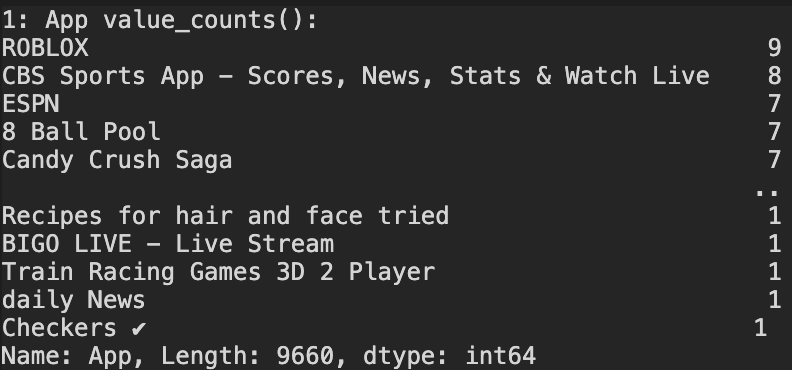 1: App value_counts():
ROBLOX 9
CBS Sports App - Scores, News, Stats & Watch Live 8
ESPN 7
8 Ball Pool 7
Candy Crush Saga 7
..
Recipes for hair and face tried 1
BIGO LIVE - Live Stream 1
Train Racing Games 3D 2 Player 1
daily News 1
Checkers ✔ 1
Name: App, Length: 9660, dtype: int64